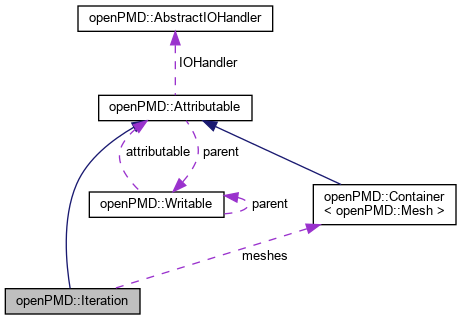 openPMD::AbstractIOHandler
IOHandler
openPMD::Attributable
attributable
parent
openPMD::Writable
parent
openPMD::Container
< openPMD::Mesh >
meshes
openPMD::Iteration